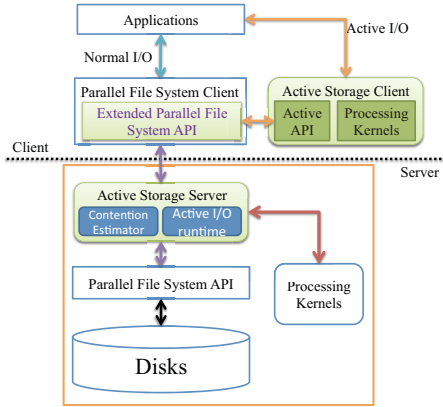 Applications
Normal I/O
Active I/O
Parallel File System Client
Extended Parallel File
System API
Active Storage Client
Active
API
Processing
Kernels
Client
Server
Active Storage Server
Contention
Estimator
Active I/O
runtime
Parallel File System API
Processing
Kernels
Disks